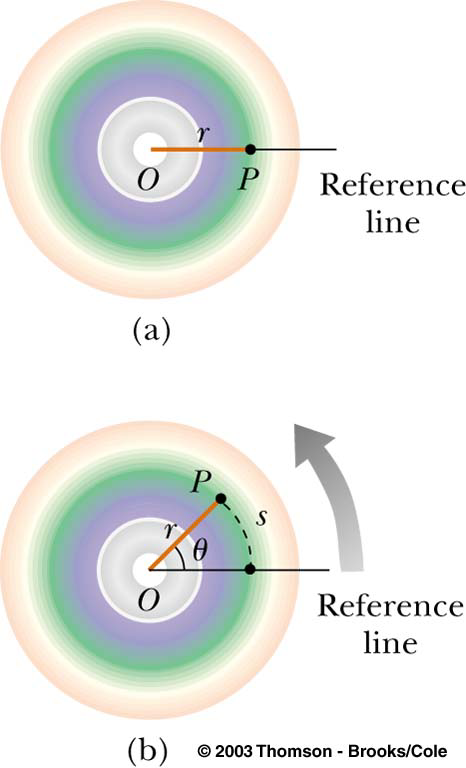 r
O
P
Reference
line
(a)
P
s
r
θ
O
Reference
line
(b)
© 2003 Thomson - Brooks/Cole